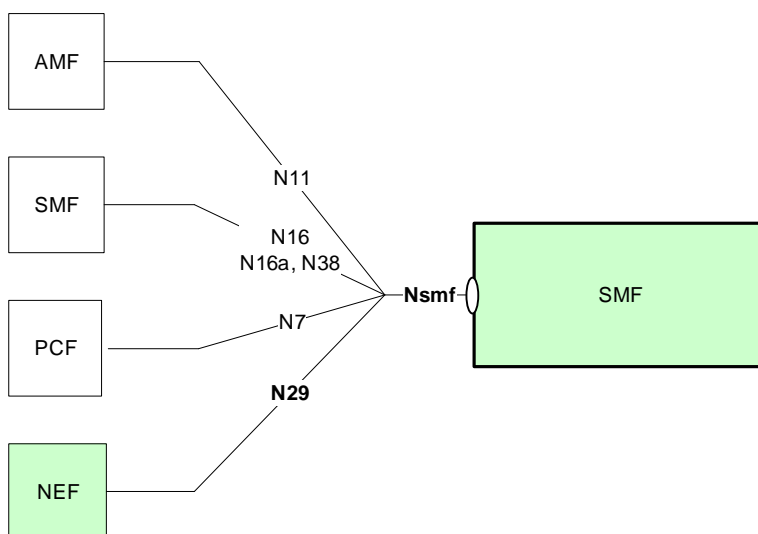 AMF
N11
SMF
N16
N16a, N38
Nsmf
SMF
PCF
N7
N29
NEF